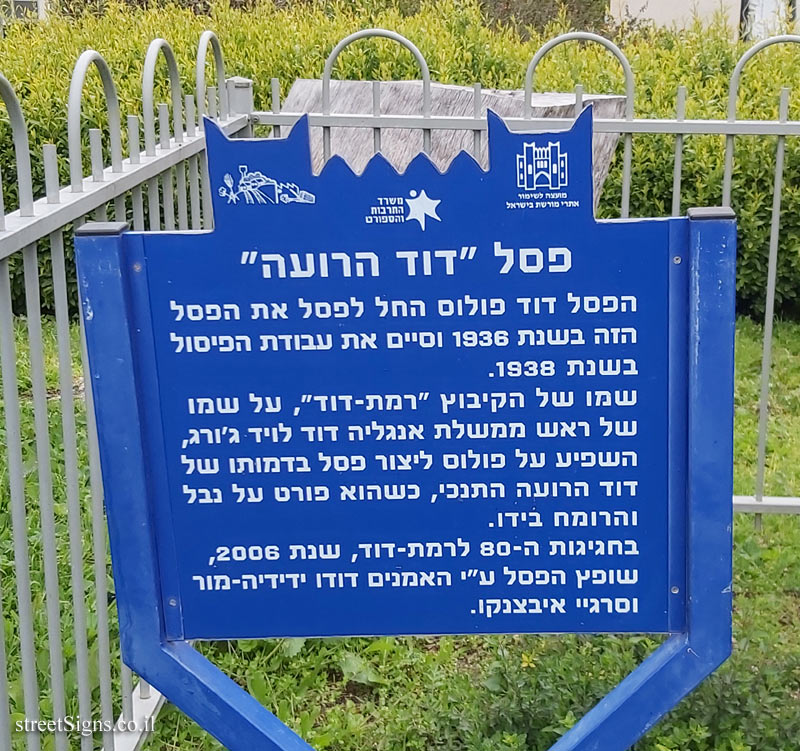 משרד
התרבות
והספורט
מועצה לשימור
אתרי מורשת בישראל
פסל "דוד הרועה"
הפסל דוד פולוס החל לפסל את הפסל
הזה בשנת 1936 וסיים את עבודת הפיסול
בשנת 1938.
שמו של הקיבוץ "רמת-דוד", על שמו
של ראש ממשלת אנגליה דוד לויד ג'ורג,
השפיע על פולוס ליצור פסל בדמותו של
דוד הרועה התנכי, כשהוא פורט על נבל
והרומח בידו.
בחגיגות ה-80 לרמת-דוד, שנת 2006,
שופץ הפסל ע"י האמנים דודו ידידיה-מור
וסרגיי איבצנקו.
streetSigns.co.il